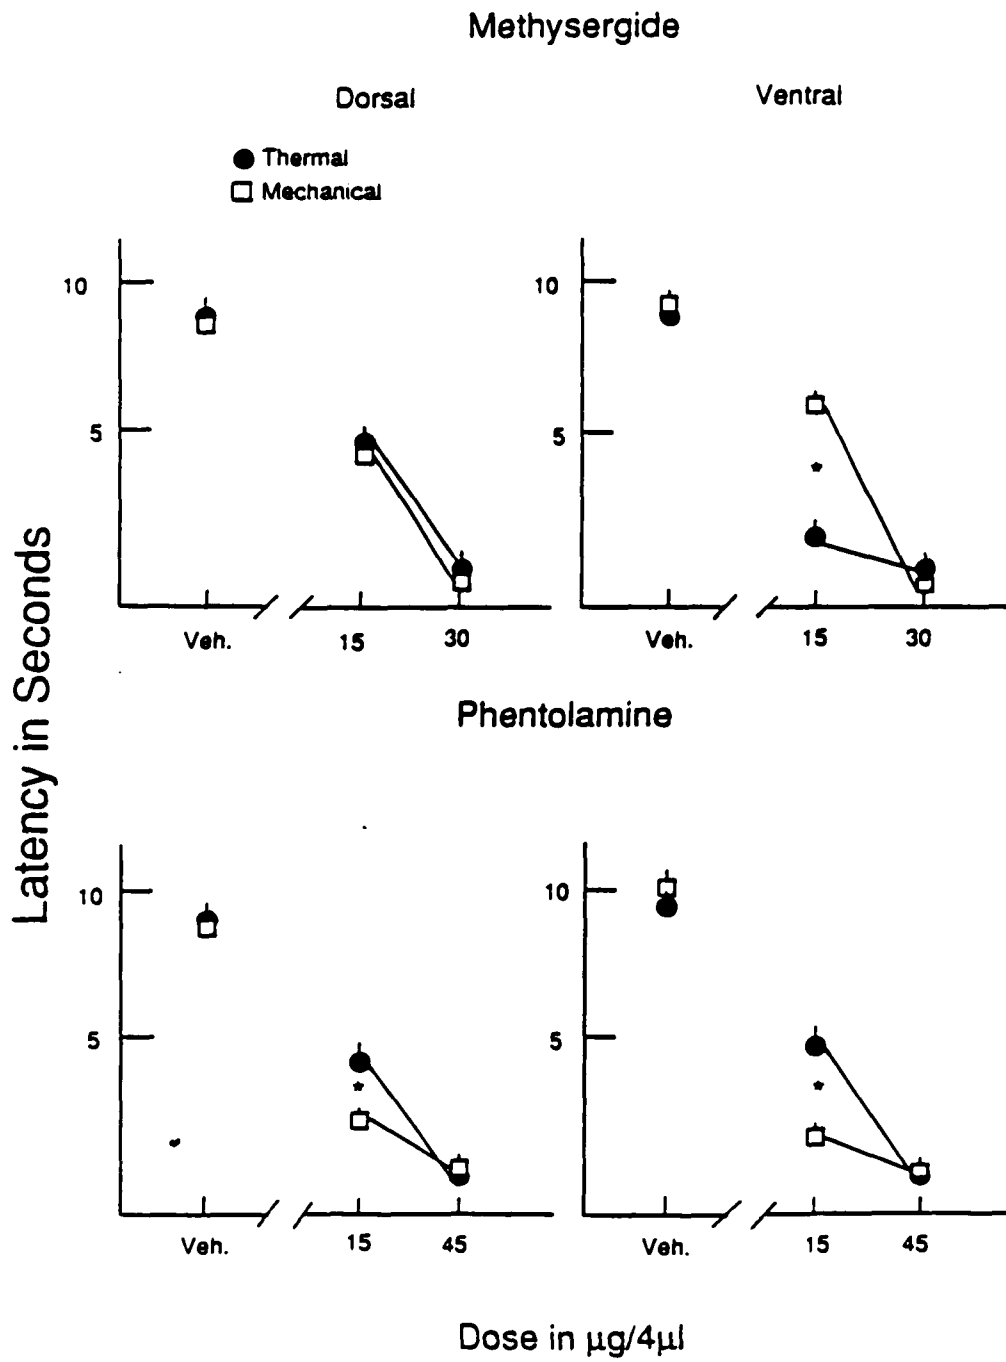 Methysergide
Dorsal
Ventral
Thermal
Mechanical
10
5
Veh.
15
30
10
5
Veh.
15
30
Latency in Seconds
Phentolamine
10
5
*
Veh.
15
45
10
5
*
Veh.
15
45
Dose in µg/4µl